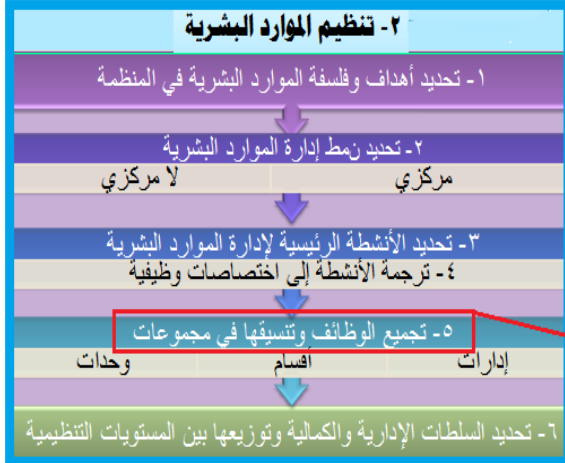 ٢- تنظيم الموارد البشرية
١- تحديد أهداف وفلسفة الموارد البشرية في المنظمة
٢- تحديد نمط إدارة الموارد البشرية
مركزي لا مركزي
٣- تحديد الأنشطة الرئيسية لإدارة الموارد البشرية
٤- ترجمة الأنشطة إلى اختصاصات وظيفية
٥- تجميع الوظائف وتنسيقها في مجموعات
إدارات أقسام وحدات
٦- تحديد السلطات الإدارية والكمالية وتوزيعها بين المستويات التنظيمية